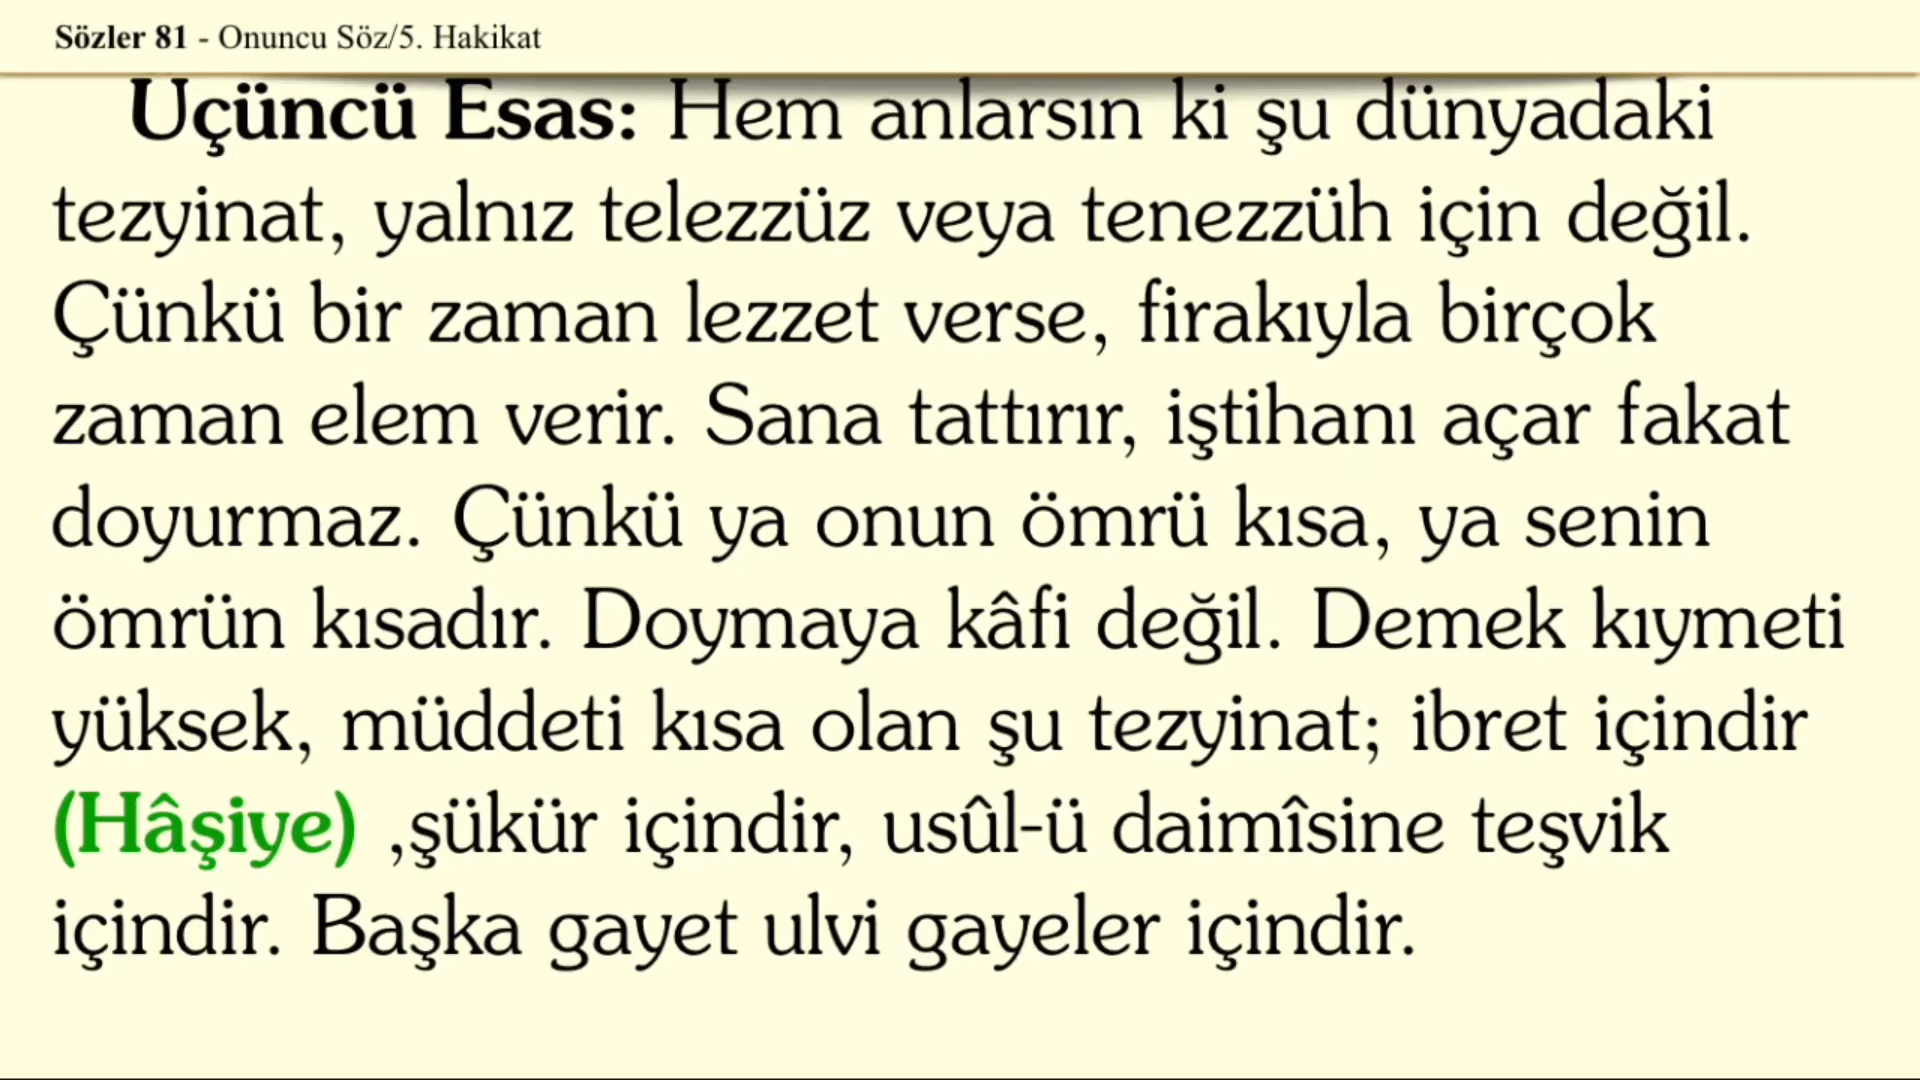 Sözler 81 - Onuncu Söz/5. Hakikat
Üçüncü Esas: Hem anlarsın ki şu dünyadaki
tezyinat, yalnız telezzüz veya tenezzüh için değil.
Çünkü bir zaman lezzet verse, firakıyla birçok
zaman elem verir. Sana tattırır, iştihanı açar fakat
doyurmaz. Çünkü ya onun ömrü kısa, ya senin
ömrün kısadır. Doymaya kâfi değil. Demek kıymeti
yüksek, müddeti kısa olan şu tezyinat; ibret içindir
(Hâşiye) ,şükür içindir, usûl-ü daimîsine teşvik
içindir. Başka gayet ulvi gayeler içindir.